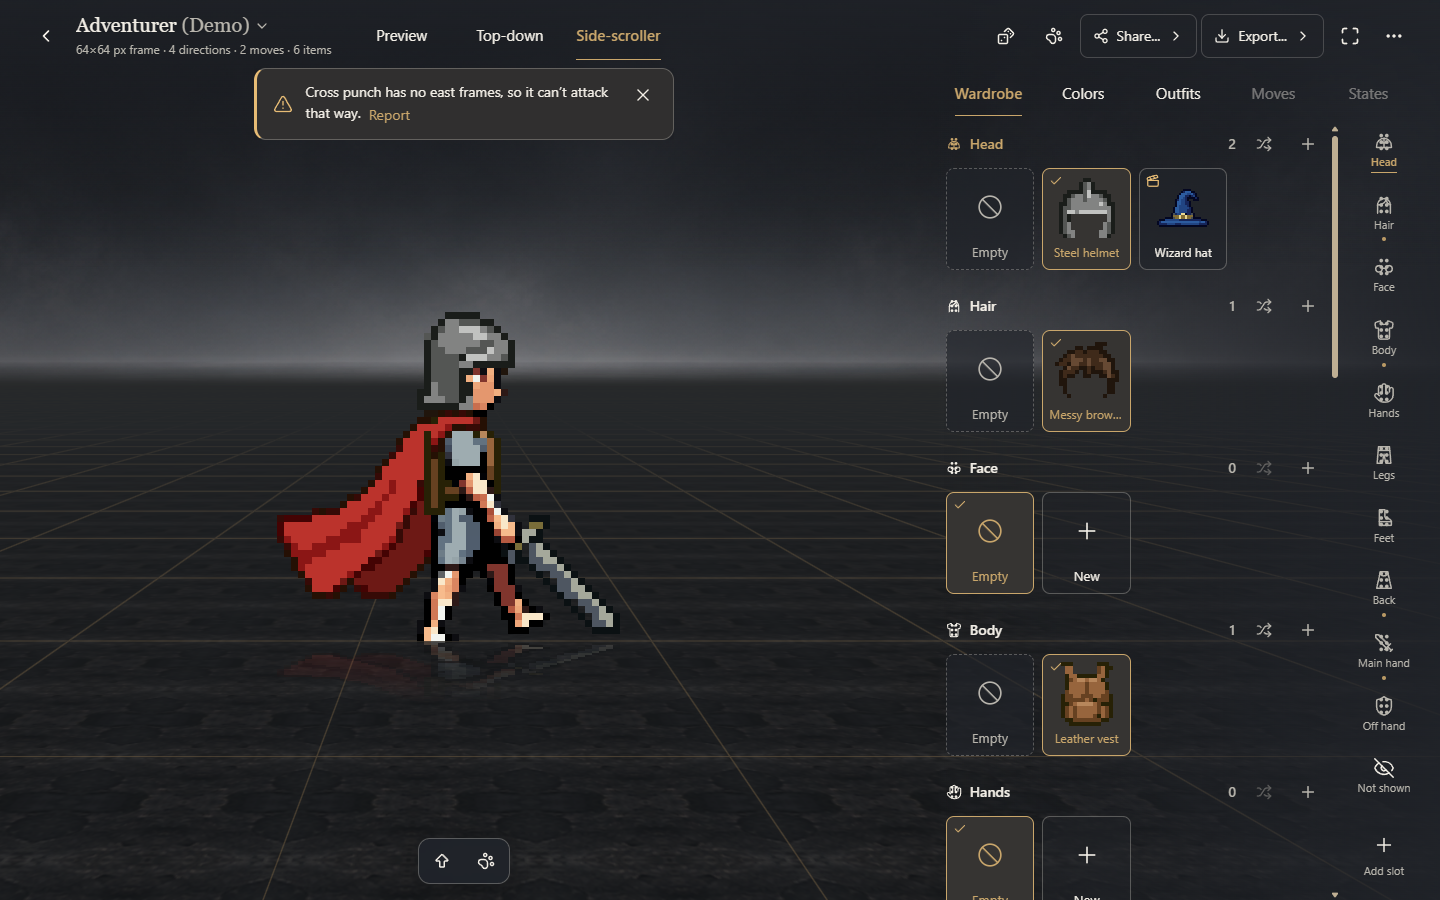 Adventurer (Demo)
64×64 px frame · 4 directions · 2 moves · 6 items
Preview
Top-down
Side-scroller
Share...
Export...
Cross punch has no east frames, so it can’t attack
that way. Report
Wardrobe
Colors
Outfits
Moves
States
Head
2
Empty
Steel helmet
Wizard hat
Hair
1
Empty
Messy brow...
Face
0
Empty
New
Body
1
Empty
Leather vest
Hands
0
Empty
New
Head
Hair
Face
Body
Hands
Legs
Feet
Back
Main hand
Off hand
Not shown
Add slot